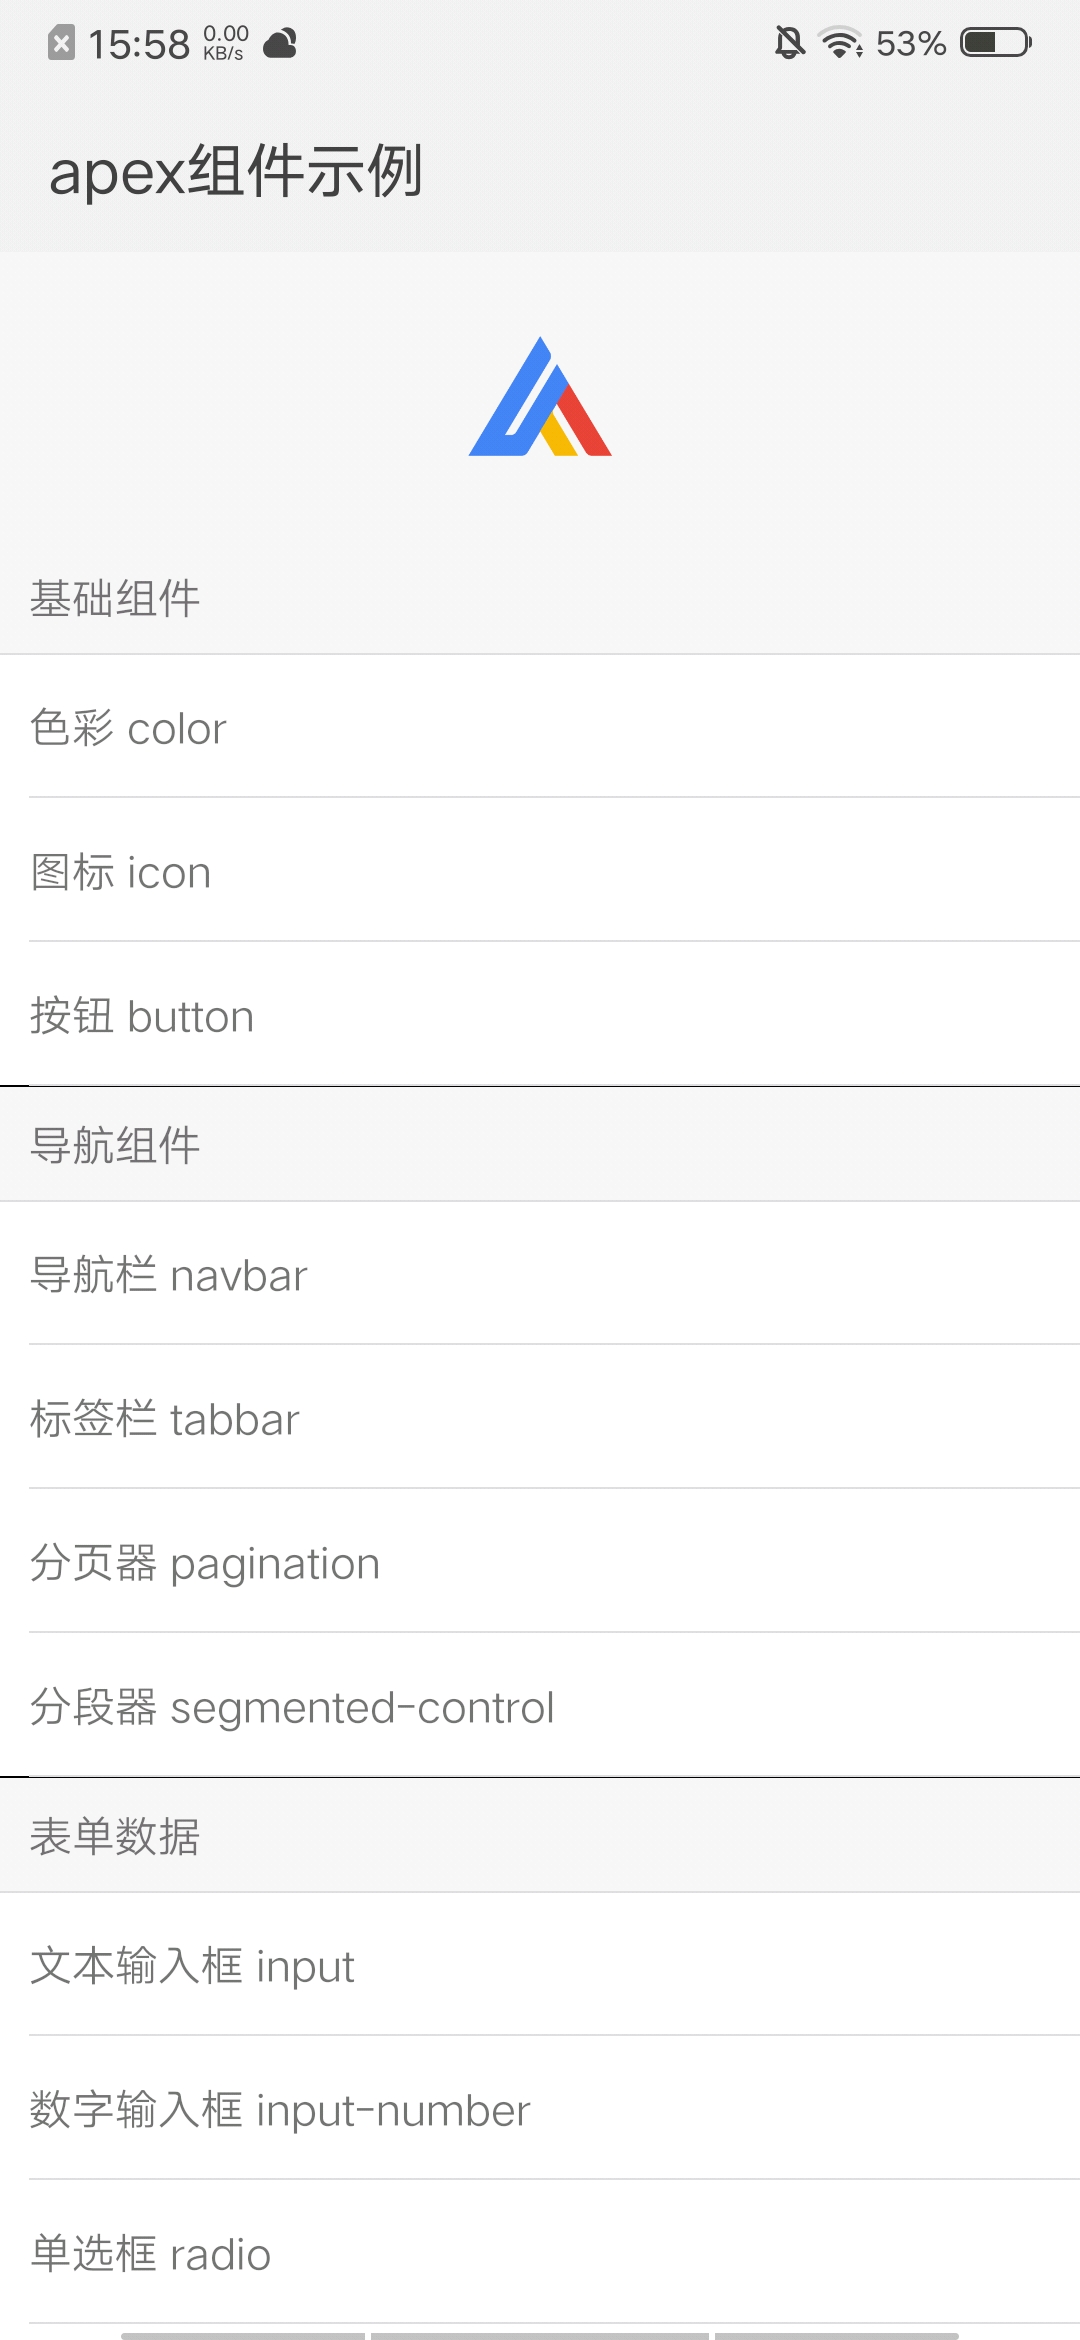 15:58 0.00 KB/s 53%
apex组件示例
基础组件
色彩 color
图标 icon
按钮 button
导航组件
导航栏 navbar
标签栏 tabbar
分页器 pagination
分段器 segmented-control
表单数据
文本输入框 input
数字输入框 input-number
单选框 radio